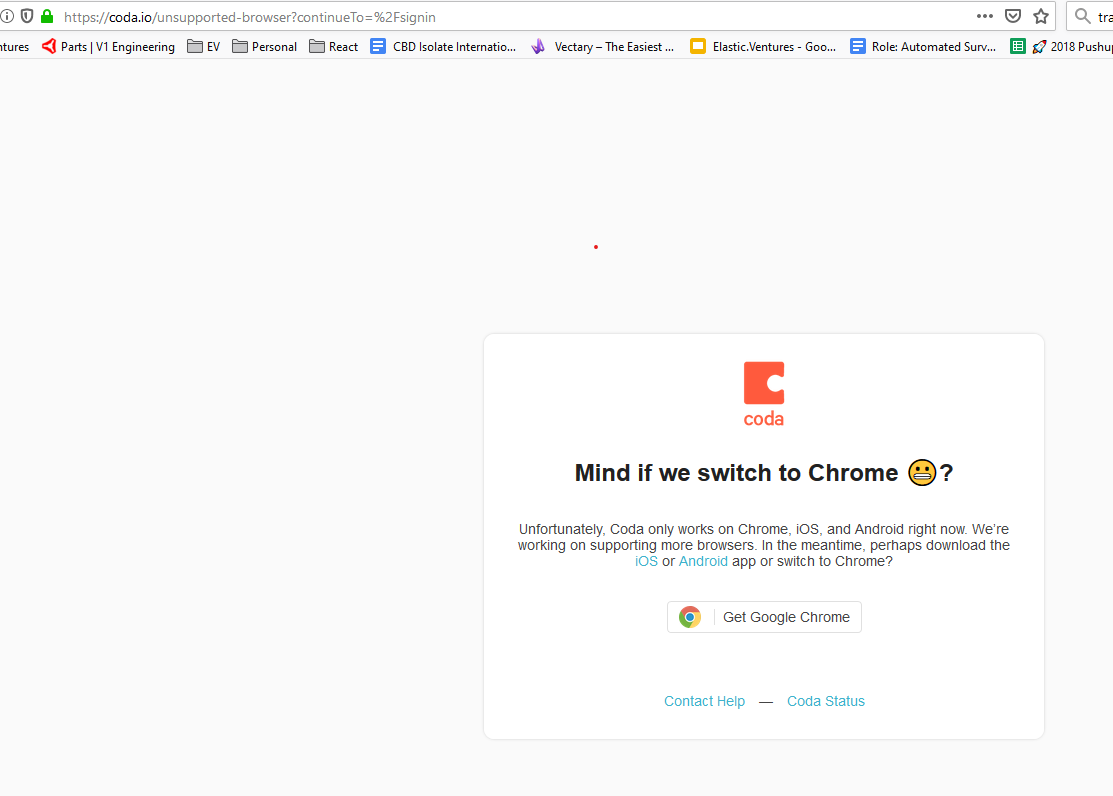 https://coda.io/unsupported-browser?continueTo=%2Fsignin
tra
ntures Parts | V1 Engineering EV Personal React CBD Isolate Internatio... Vectary – The Easiest ... Elastic.Ventures - Goo... Role: Automated Surv... 🚀 2018 Pushup
coda
Mind if we switch to Chrome 😬?
Unfortunately, Coda only works on Chrome, iOS, and Android right now. We're
working on supporting more browsers. In the meantime, perhaps download the
iOS or Android app or switch to Chrome?
Get Google Chrome
Contact Help — Coda Status